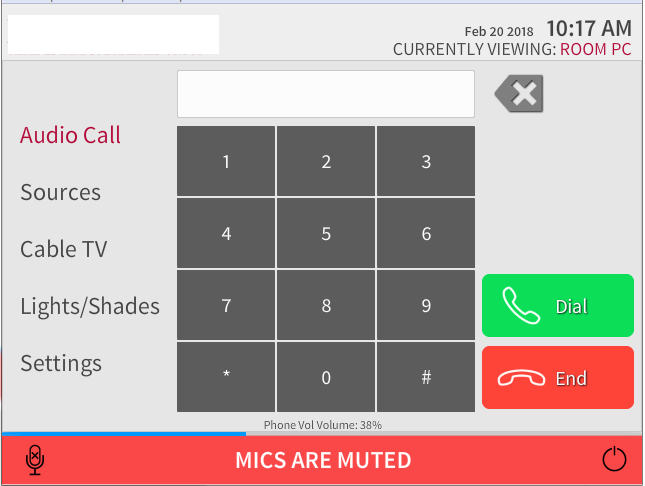 Feb 20 2018 10:17 AM
CURRENTLY VIEWING: ROOM PC
Audio Call
Sources
Cable TV
Lights/Shades
Settings
1 2 3
4 5 6
7 8 9
* 0 #
Dial
End
Phone Vol Volume: 38%
MICS ARE MUTED